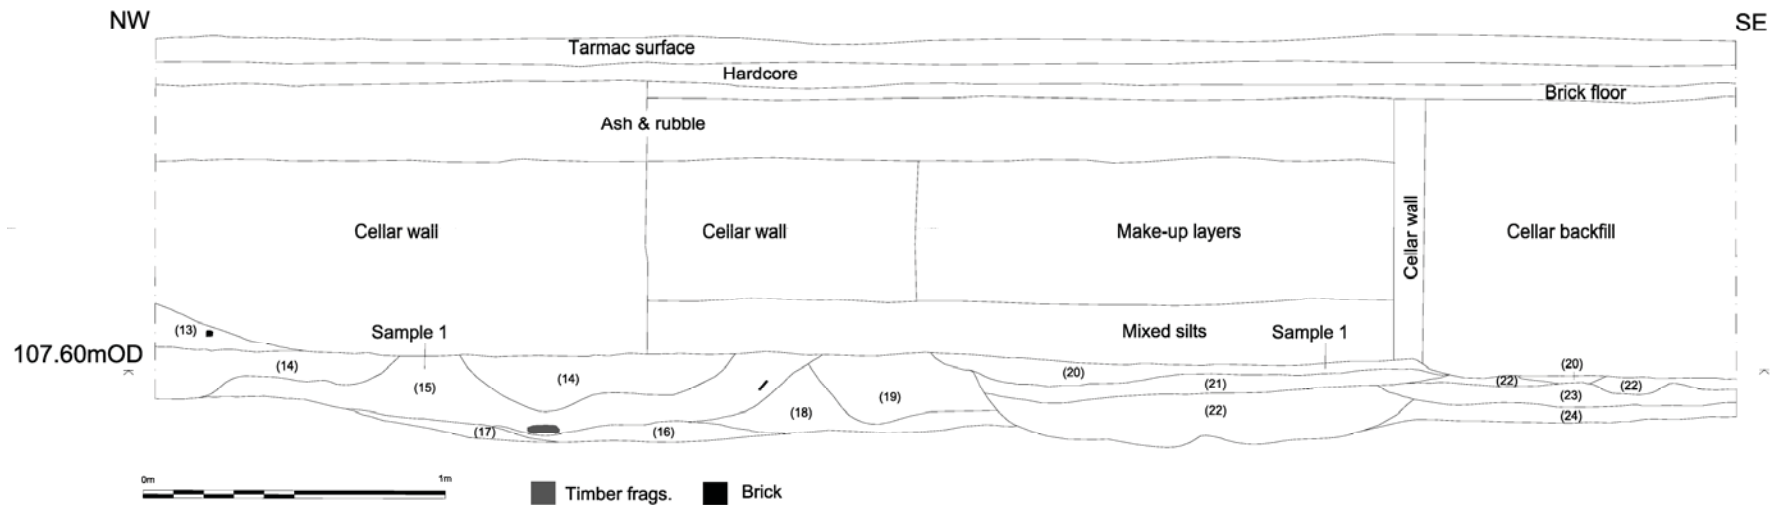 NW
SE
Tarmac surface
Hardcore
Brick floor
Ash & rubble
Cellar wall
Cellar wall
Make-up layers
Cellar wall
Cellar backfill
(13)
Sample 1
Mixed silts
Sample 1
107.60mOD
(14)
(15)
(14)
(20)
(20)
(21)
(22)
(22)
(19)
(18)
(22)
(23)
(24)
(17)
(16)
0m
1m
Timber frags.
Brick